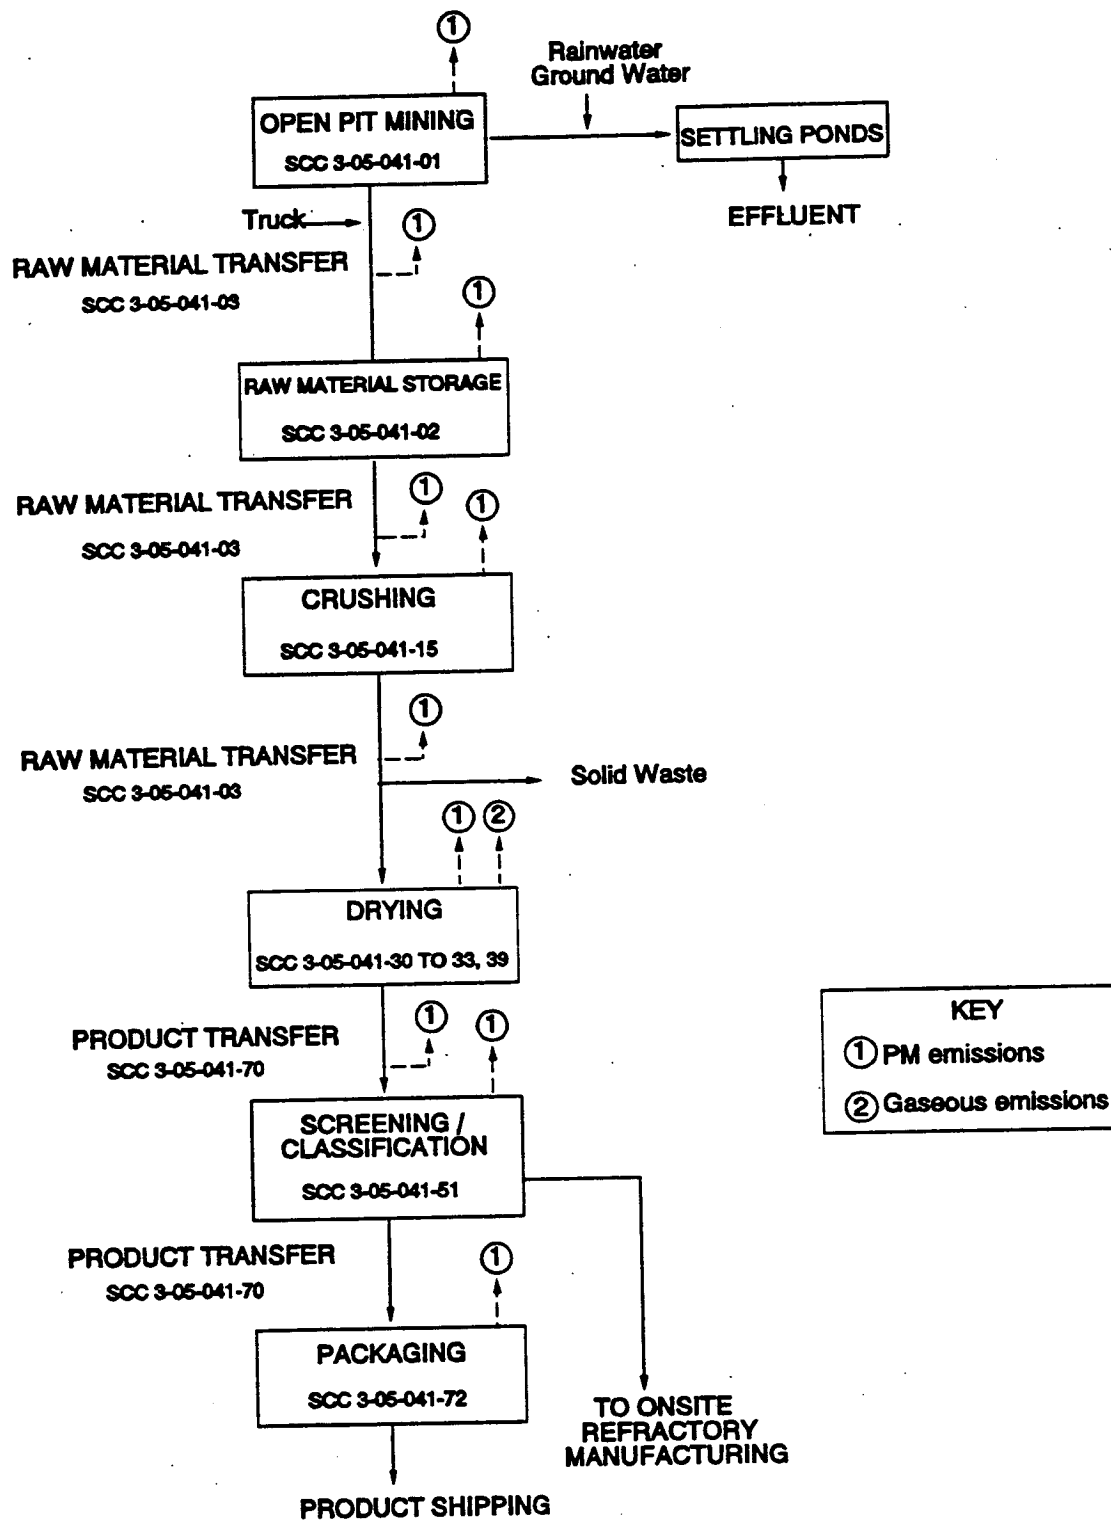 1
Rainwater
Ground Water
OPEN PIT MINING
SCC 3-05-041-01
SETTLING PONDS
EFFLUENT
Truck
1
RAW MATERIAL TRANSFER
SCC 3-05-041-03
1
RAW MATERIAL STORAGE
SCC 3-05-041-02
RAW MATERIAL TRANSFER
1
1
SCC 3-05-041-03
CRUSHING
SCC 3-05-041-15
1
RAW MATERIAL TRANSFER
SCC 3-05-041-03
Solid Waste
1
2
DRYING
SCC 3-05-041-30 TO 33, 39
KEY
1 PM emissions
2 Gaseous emissions
PRODUCT TRANSFER
SCC 3-05-041-70
1
1
SCREENING /
CLASSIFICATION
SCC 3-05-041-51
PRODUCT TRANSFER
SCC 3-05-041-70
1
PACKAGING
SCC 3-05-041-72
TO ONSITE
REFRACTORY
MANUFACTURING
PRODUCT SHIPPING